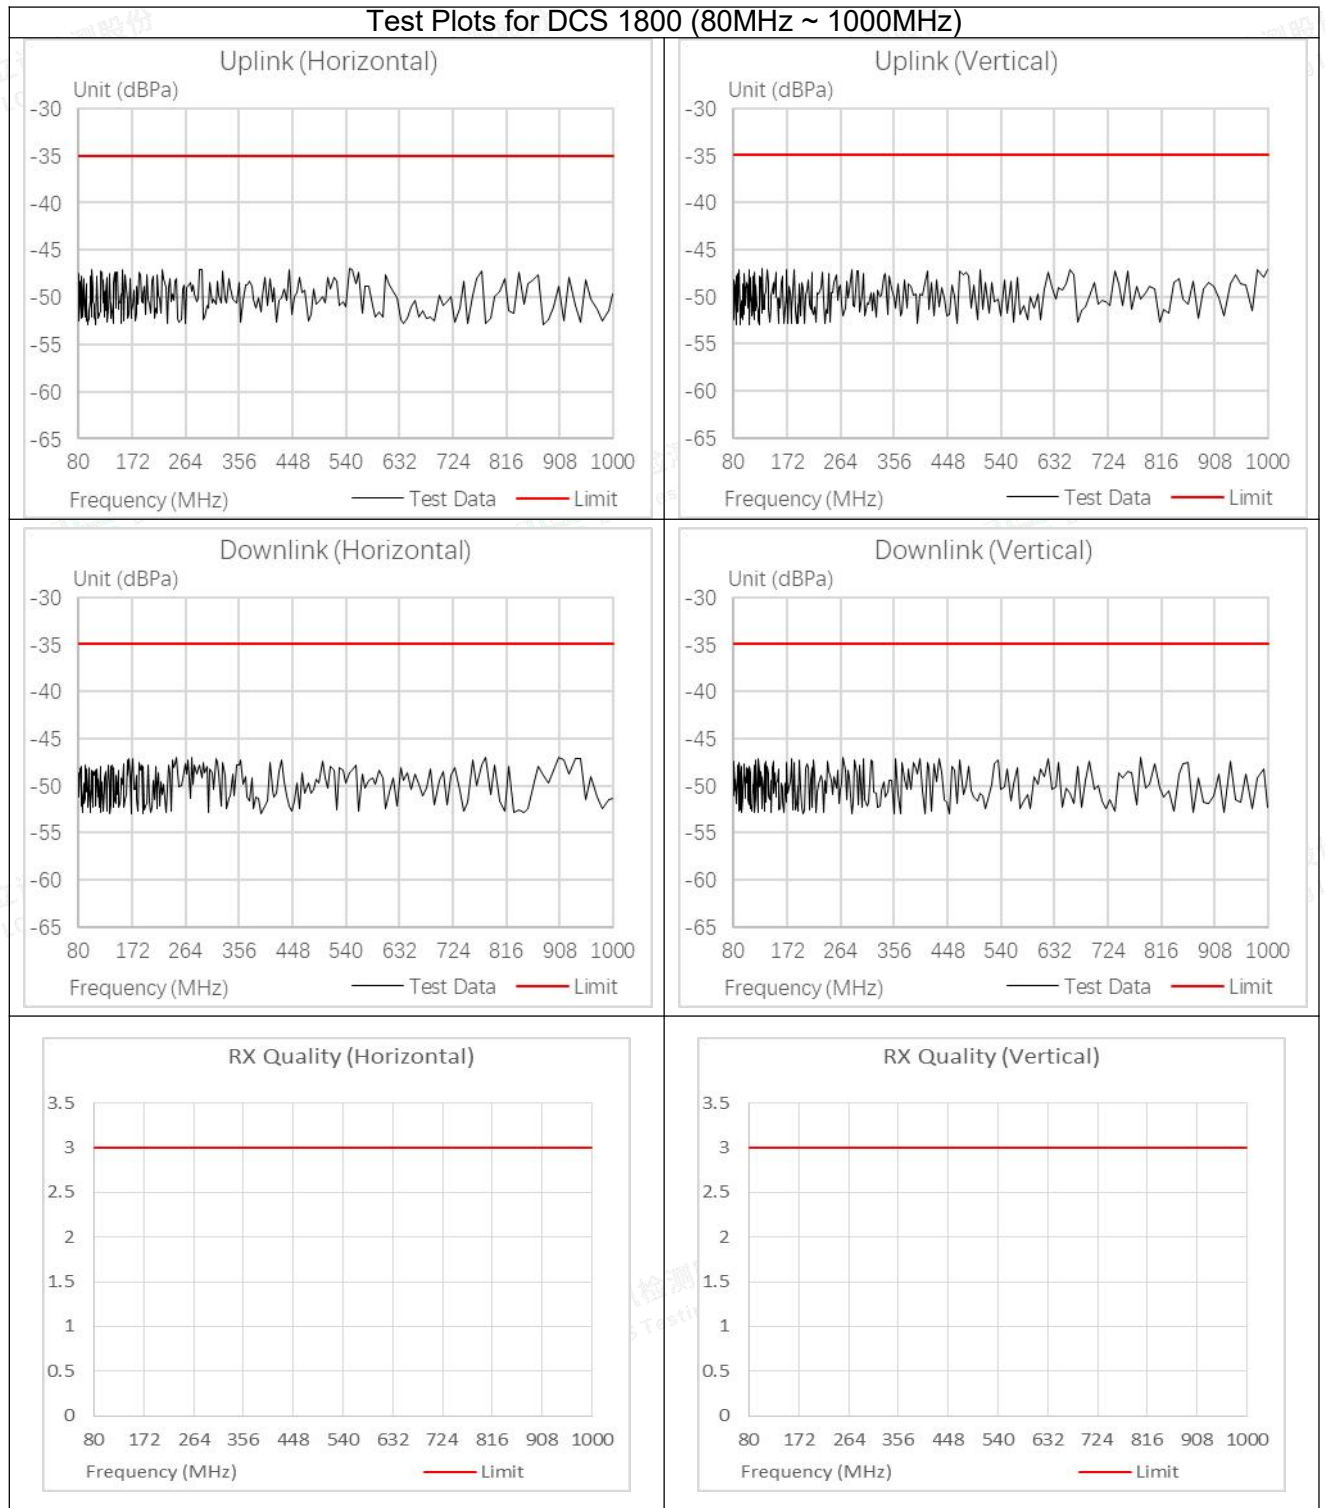 Test Plots for DCS 1800 (80MHz ~ 1000MHz)
Uplink (Horizontal)
Unit (dBPa)
-30
-35
-40
-45
-50
-55
-60
-65
80 172 264 356 448 540 632 724 816 908 1000
Frequency (MHz) Test Data Limit
Uplink (Vertical)
Unit (dBPa)
-30
-35
-40
-45
-50
-55
-60
-65
80 172 264 356 448 540 632 724 816 908 1000
Frequency (MHz) Test Data Limit
Downlink (Horizontal)
Unit (dBPa)
-30
-35
-40
-45
-50
-55
-60
-65
80 172 264 356 448 540 632 724 816 908 1000
Frequency (MHz) Test Data Limit
Downlink (Vertical)
Unit (dBPa)
-30
-35
-40
-45
-50
-55
-60
-65
80 172 264 356 448 540 632 724 816 908 1000
Frequency (MHz) Test Data Limit
RX Quality (Horizontal)
3.5
3
2.5
2
1.5
1
0.5
0
80 172 264 356 448 540 632 724 816 908 1000
Frequency (MHz) Limit
RX Quality (Vertical)
3.5
3
2.5
2
1.5
1
0.5
0
80 172 264 356 448 540 632 724 816 908 1000
Frequency (MHz) Limit